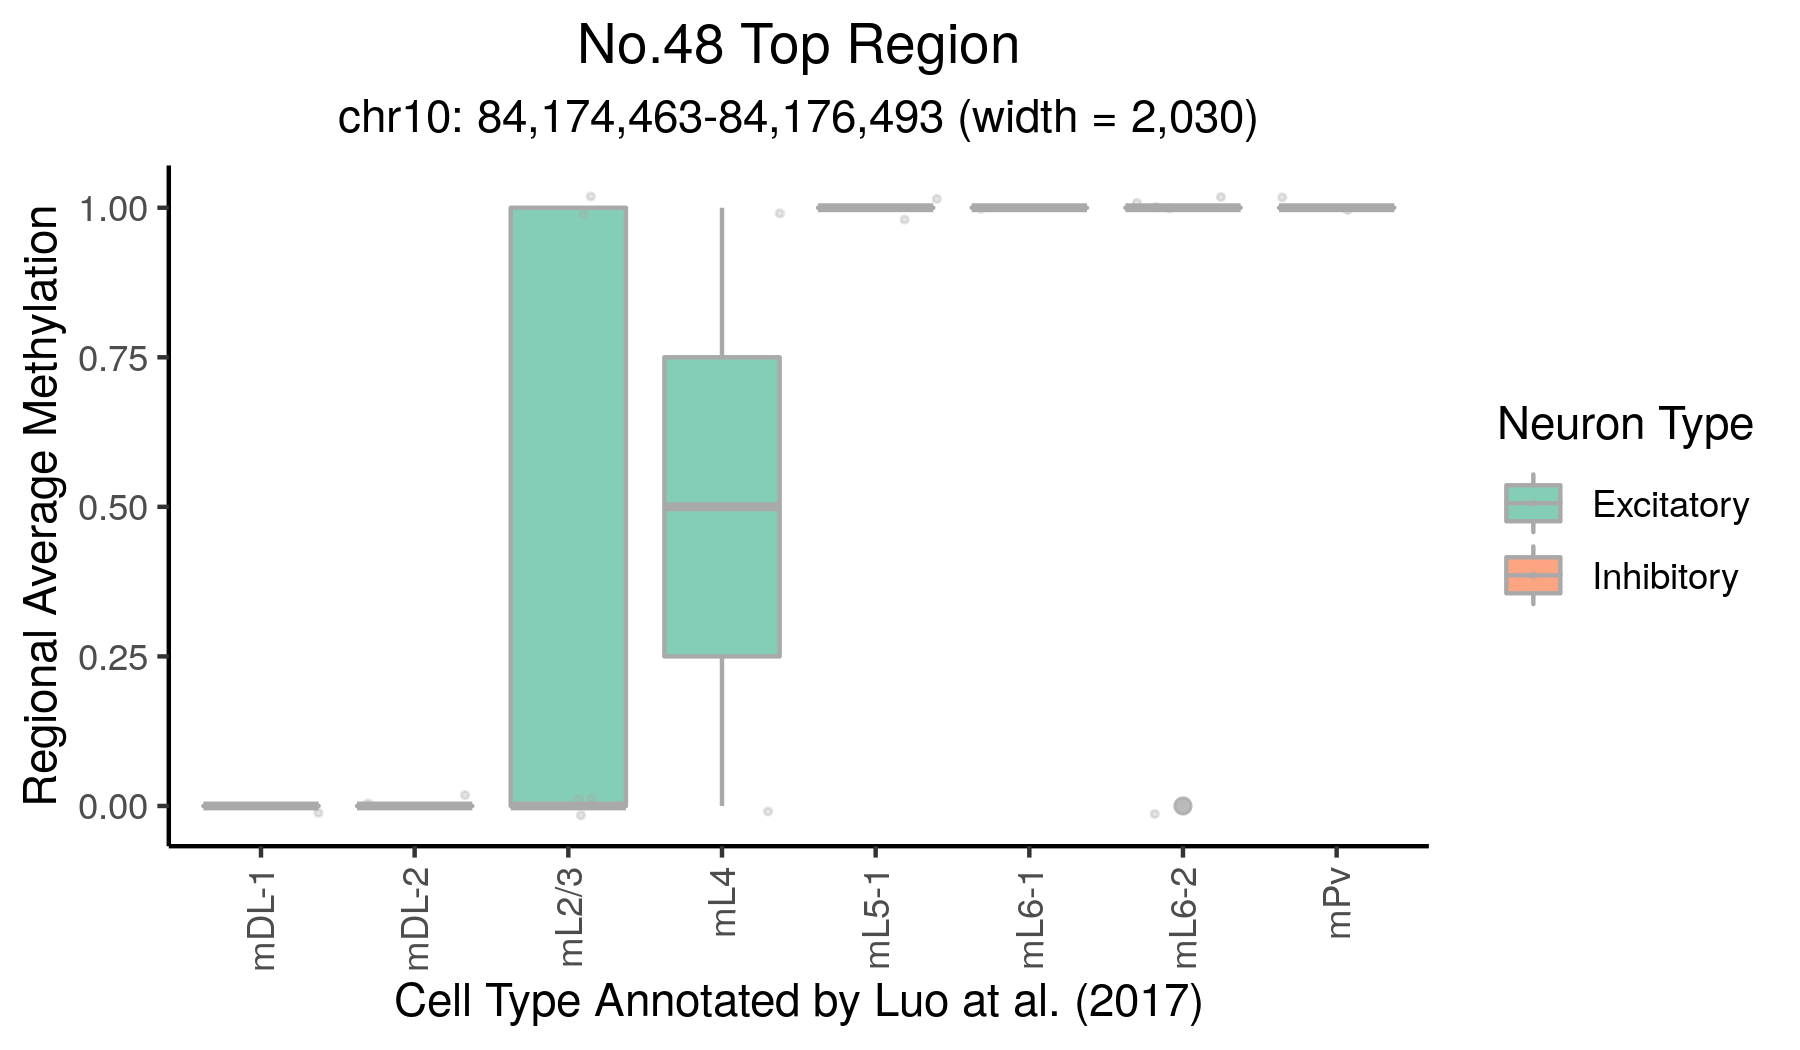 No.48 Top Region
chr10: 84,174,463-84,176,493 (width = 2,030)
Regional Average Methylation
1.00
0.75
0.50
0.25
0.00
mDL-1
mDL-2
mL2/3
mL4
mL5-1
mL6-1
mL6-2
mPv
Cell Type Annotated by Luo at al. (2017)
Neuron Type
Excitatory
Inhibitory